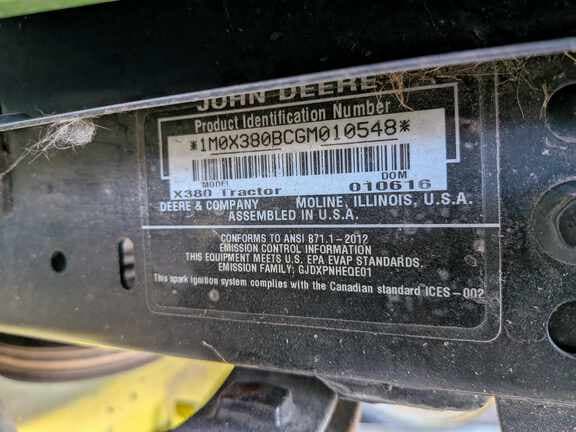 JOHN DEERE
Product Identification Number
*1M0X380BCGM010548*
MODEL DOM
X380 Tractor 010616
DEERE & COMPANY MOLINE, ILLINOIS, U.S.A.
ASSEMBLED IN U.S.A.
CONFORMS TO ANSI B71.1-2012
EMISSION CONTROL INFORMATION
THIS EQUIPMENT MEETS U.S. EPA EVAP STANDARDS.
EMISSION FAMILY: GJDXPNHEQE01
This spark ignition system complies with the Canadian standard ICES-002